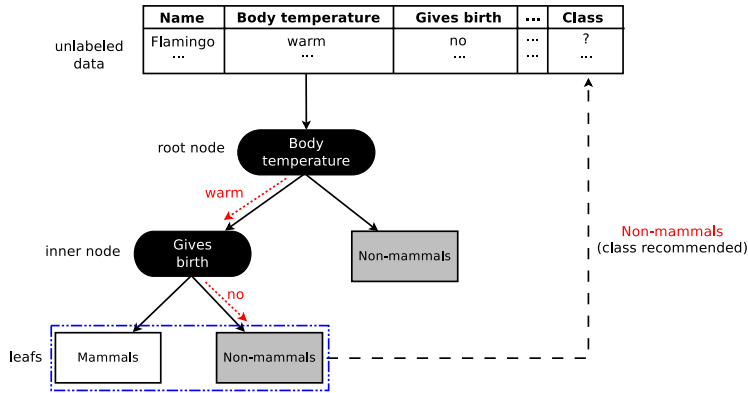 Name Body temperature Gives birth ... Class
Flamingo warm no ... ?
... ... ... ... ...
unlabeled
data
root node
Body
temperature
warm
inner node
Gives
birth
Non-mammals
Non-mammals
(class recommended)
no
leafs
Mammals
Non-mammals